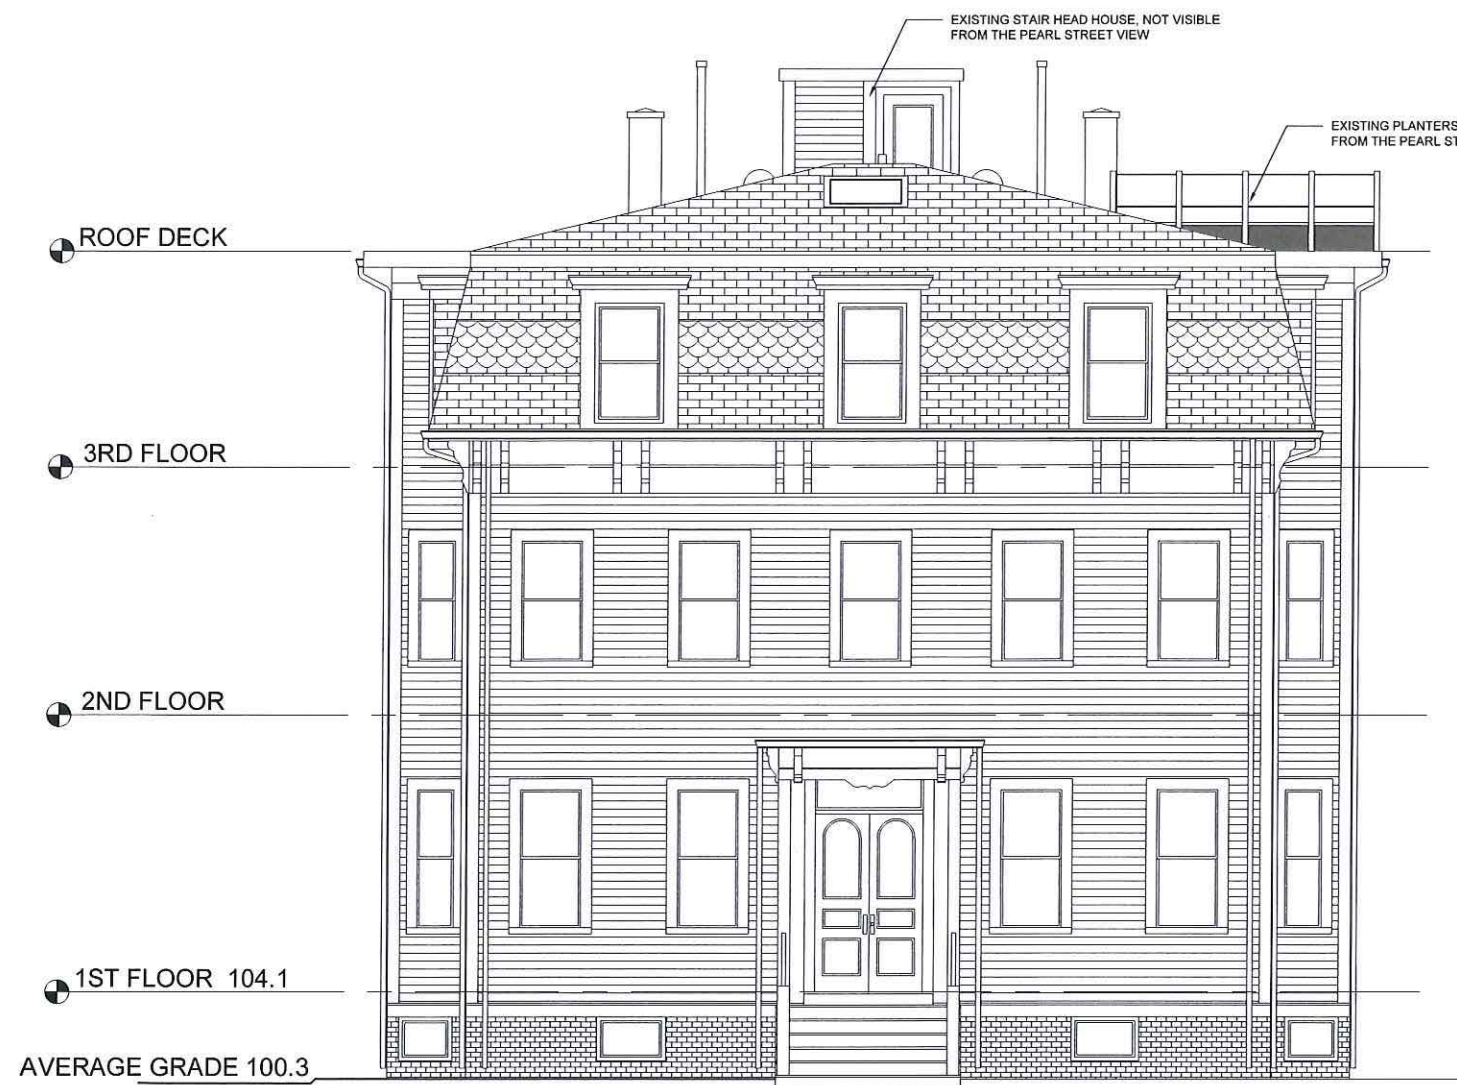 EXISTING STAIR HEAD HOUSE, NOT VISIBLE
FROM THE PEARL STREET VIEW
EXISTING PLANTERS
FROM THE PEARL ST
ROOF DECK
3RD FLOOR
2ND FLOOR
1ST FLOOR 104.1
AVERAGE GRADE 100.3